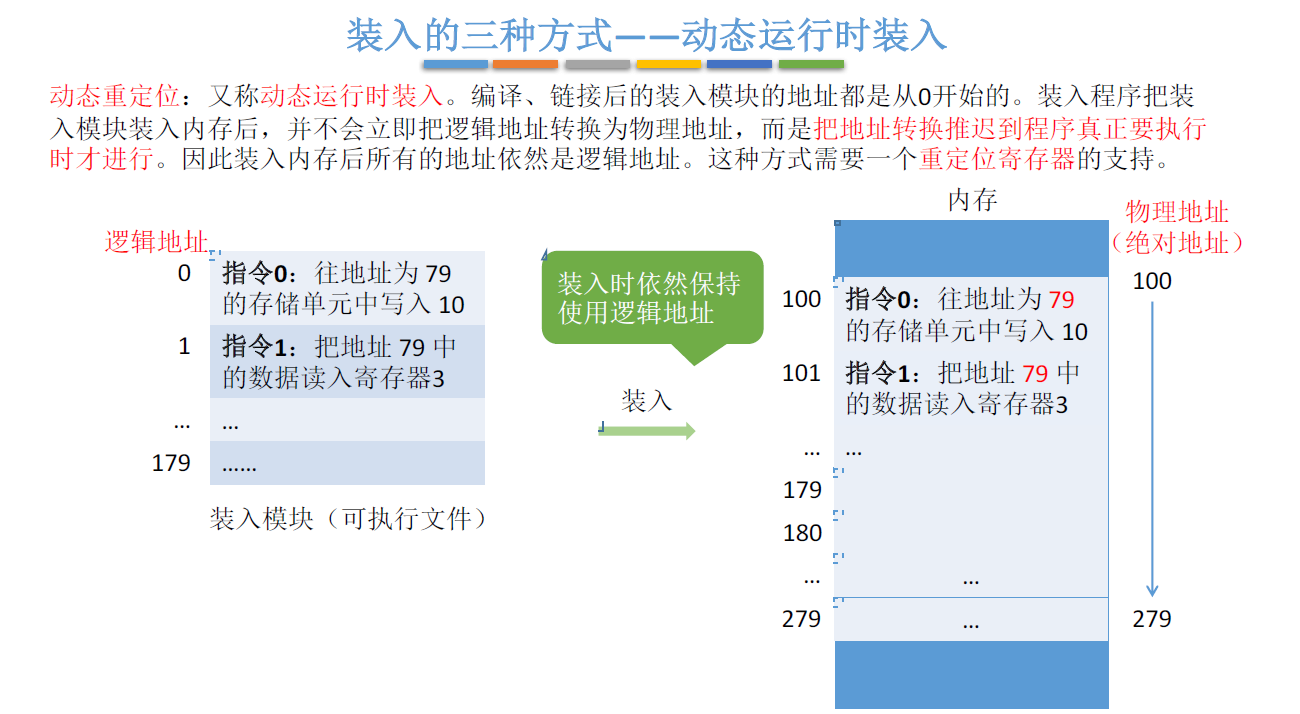 装入的三种方式——动态运行时装入
动态重定位：又称动态运行时装入。编译、链接后的装入模块的地址都是从0开始的。装入程序把装
入模块装入内存后，并不会立即把逻辑地址转换为物理地址，而是把地址转换推迟到程序真正要执行
时才进行。因此装入内存后所有的地址依然是逻辑地址。这种方式需要一个重定位寄存器的支持。
逻辑地址
0
指令0：往地址为 79
的存储单元中写入 10
1
指令1：把地址 79 中
的数据读入寄存器3
...
...
179
……
装入模块（可执行文件）
装入时依然保持
使用逻辑地址
装入
内存
物理地址
（绝对地址）
100
100
指令0：往地址为 79
的存储单元中写入 10
101
指令1：把地址 79 中
的数据读入寄存器3
...
...
179
180
...
...
279
...
279